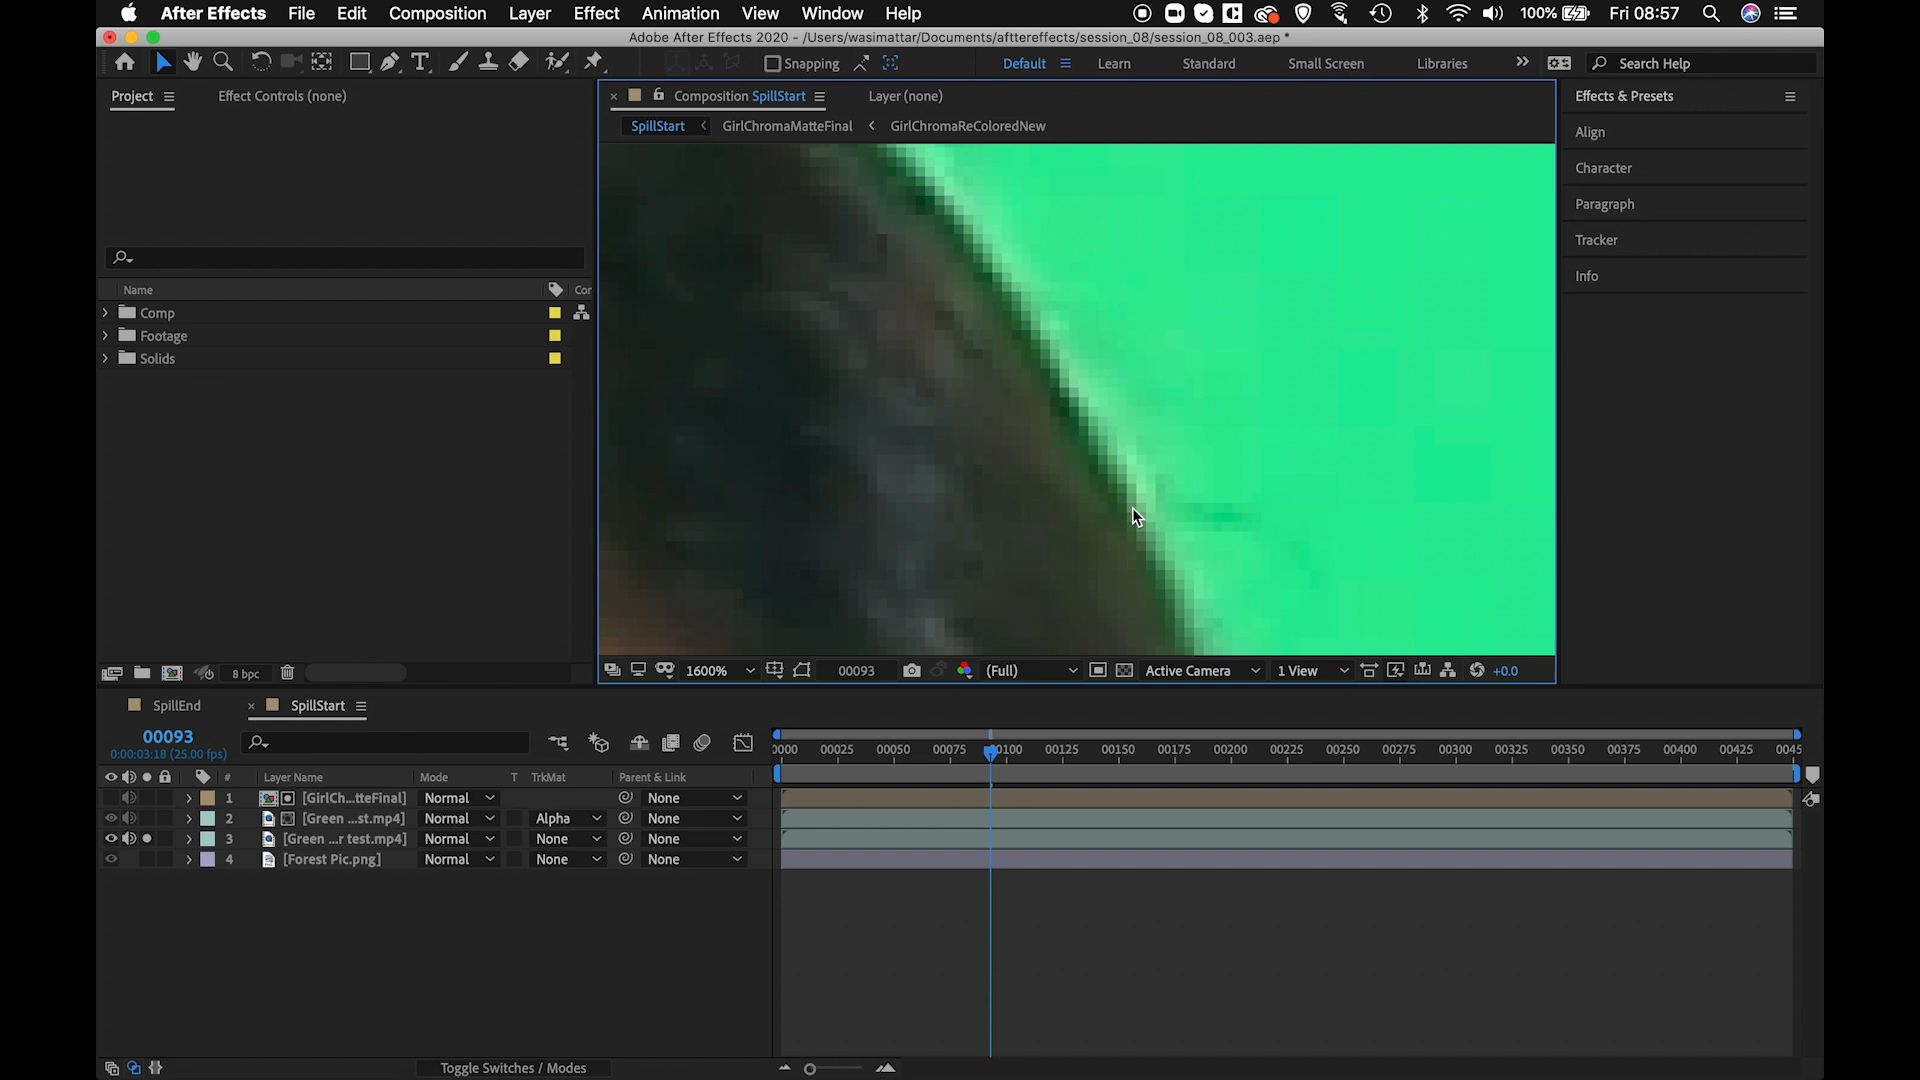 After Effects File Edit Composition Layer Effect Animation View Window Help 100% Fri 08:57
Adobe After Effects 2020 - /Users/wasimattar/Documents/afttereffects/session_08/session_08_003.aep *
Snapping Default Learn Standard Small Screen Libraries Search Help
Project Effect Controls (none) Composition SpillStart Layer (none) Effects & Presets
SpillStart GirlChromaMatteFinal GirlChromaReColoredNew
Align
Character
Paragraph
Tracker
Info
Name Cor
Comp
Footage
Solids
8 bpc 1600% 00093 (Full) Active Camera 1 View +0.0
SpillEnd SpillStart
00093
0:00:03:18 (25.00 fps)
0000 00025 00050 00075 00100 00125 00150 00175 00200 00225 00250 00275 00300 00325 00350 00375 00400 00425 0045
# Layer Name Mode T TrkMat Parent & Link
1 [GirlCh...tteFinal] Normal None
2 [Green ...st.mp4] Normal Alpha None
3 [Green ...r test.mp4] Normal None None
4 [Forest Pic.png] Normal None None
Toggle Switches / Modes